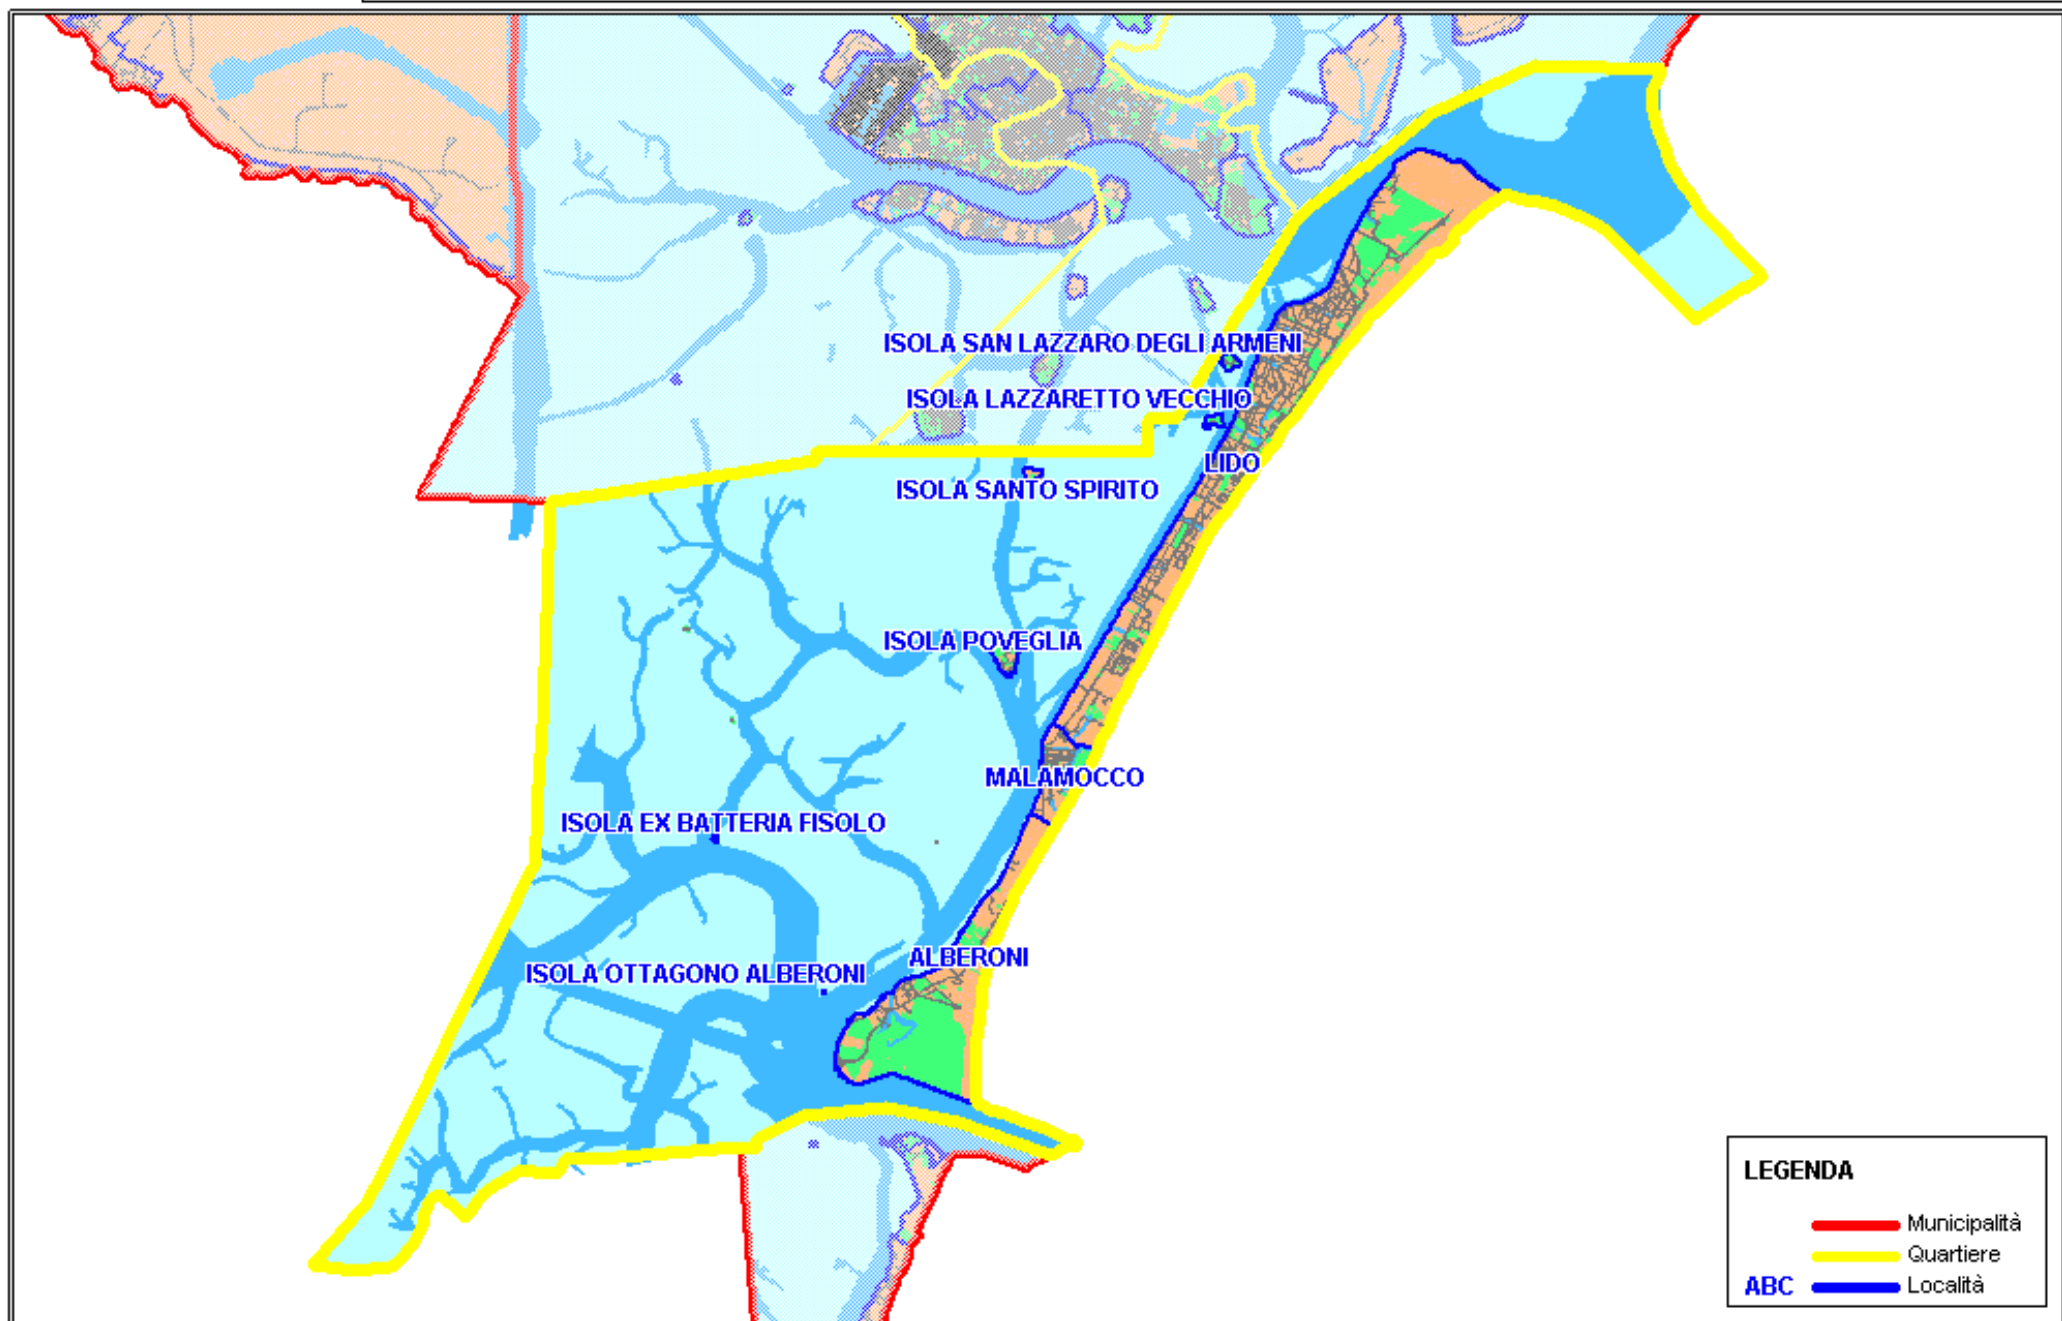 ISOLA SAN LAZZARO DEGLI ARMENI
ISOLA LAZZARETTO VECCHIO
LIDO
ISOLA SANTO SPIRITO
ISOLA POVEGLIA
MALAMOCCO
ISOLA EX BATTERIA FISOLO
ALBERONI
ISOLA OTTAGONO ALBERONI
LEGENDA
Municipalità
Quartiere
ABC Località